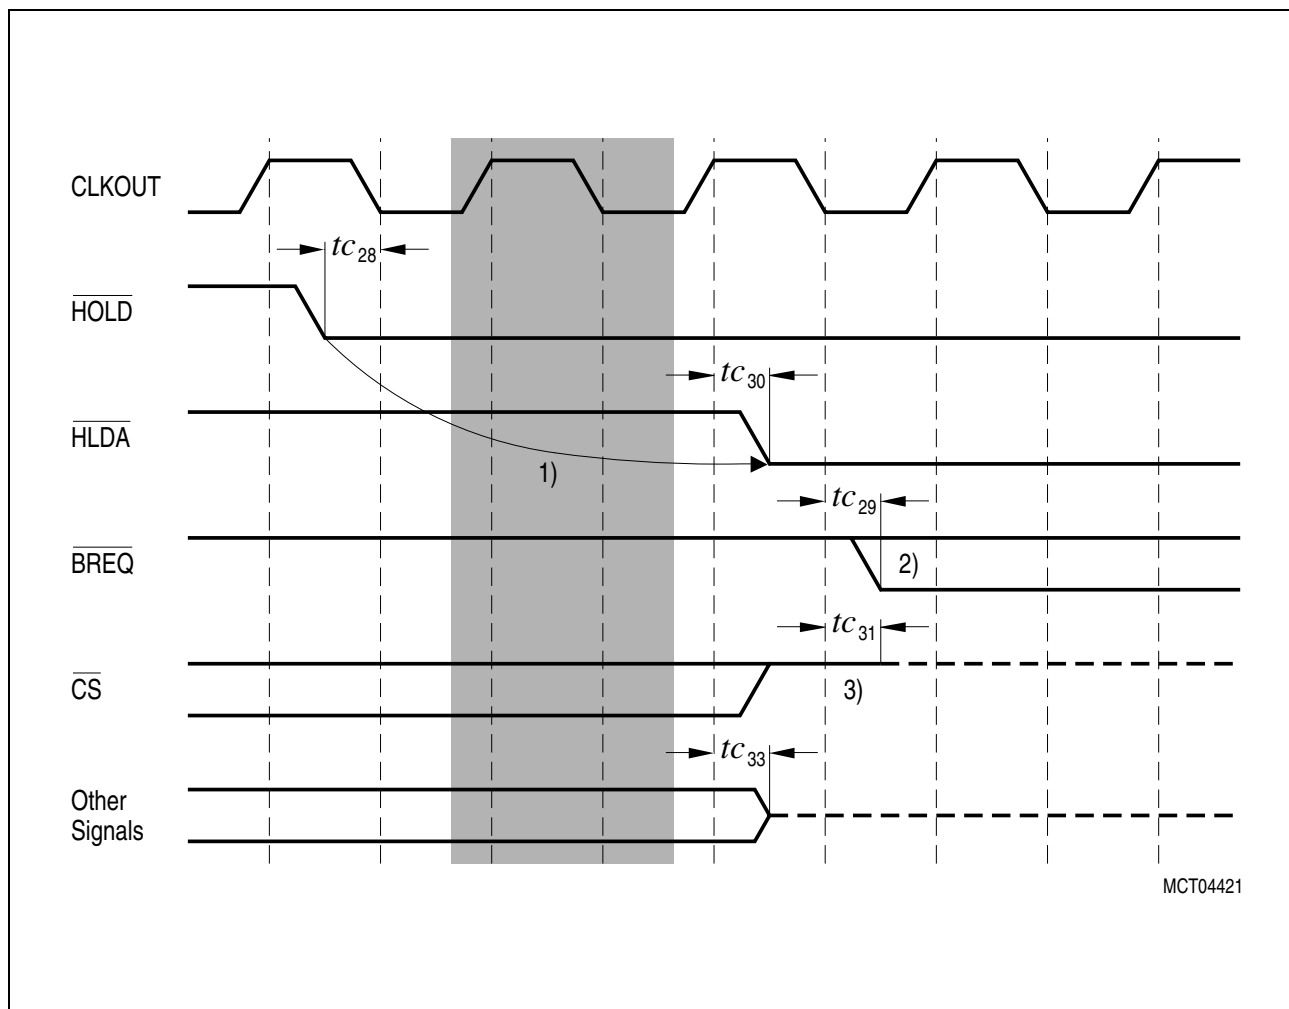 CLKOUT
tc28
HOLD
tc30
HLDA
1)
tc29
BREQ
2)
tc31
CS
3)
tc33
Other
Signals
MCT04421